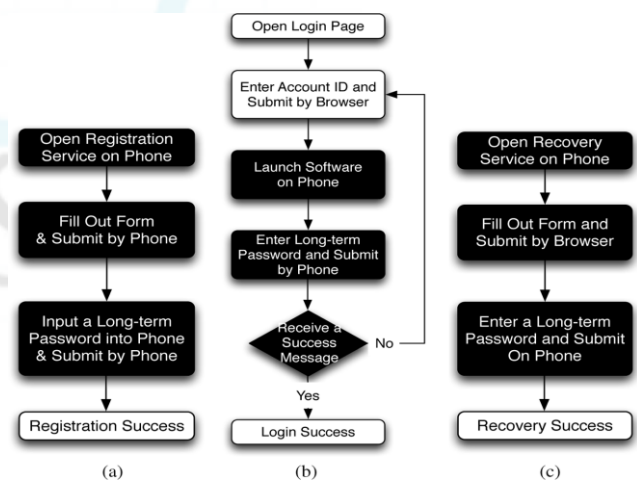 Open Registration
Service on Phone
Fill Out Form
& Submit by Phone
Input a Long-term
Password into Phone
& Submit by Phone
Registration Success
(a)
Open Login Page
Enter Account ID and
Submit by Browser
Launch Software
on Phone
Enter Long-term
Password and Submit
by Phone
Receive a
Success
Message
No
Yes
Login Success
(b)
Open Recovery
Service on Phone
Fill Out Form and
Submit by Browser
Enter a Long-term
Password and Submit
On Phone
Recovery Success
(c)